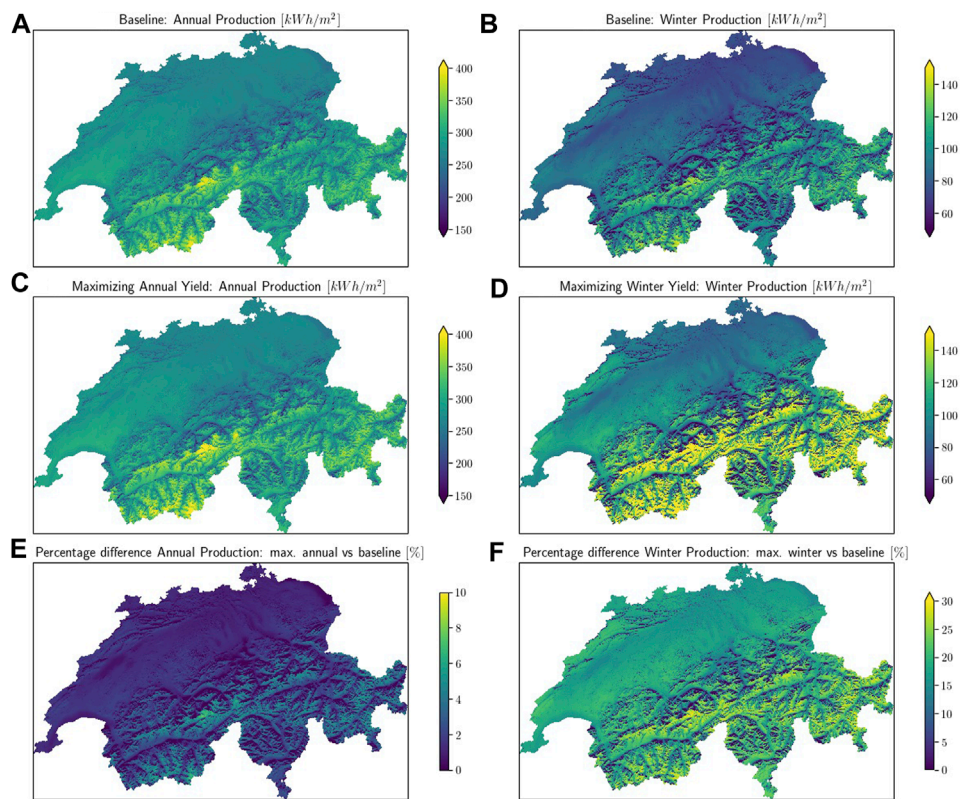 A
Baseline: Annual Production [kWh/m²]
400
350
300
250
200
150
B
Baseline: Winter Production [kWh/m²]
140
120
100
80
60
C
Maximizing Annual Yield: Annual Production [kWh/m²]
400
350
300
250
200
150
D
Maximizing Winter Yield: Winter Production [kWh/m²]
140
120
100
80
60
E
Percentage difference Annual Production: max. annual vs baseline [%]
10
8
6
4
2
0
F
Percentage difference Winter Production: max. winter vs baseline [%]
30
25
20
15
10
5
0